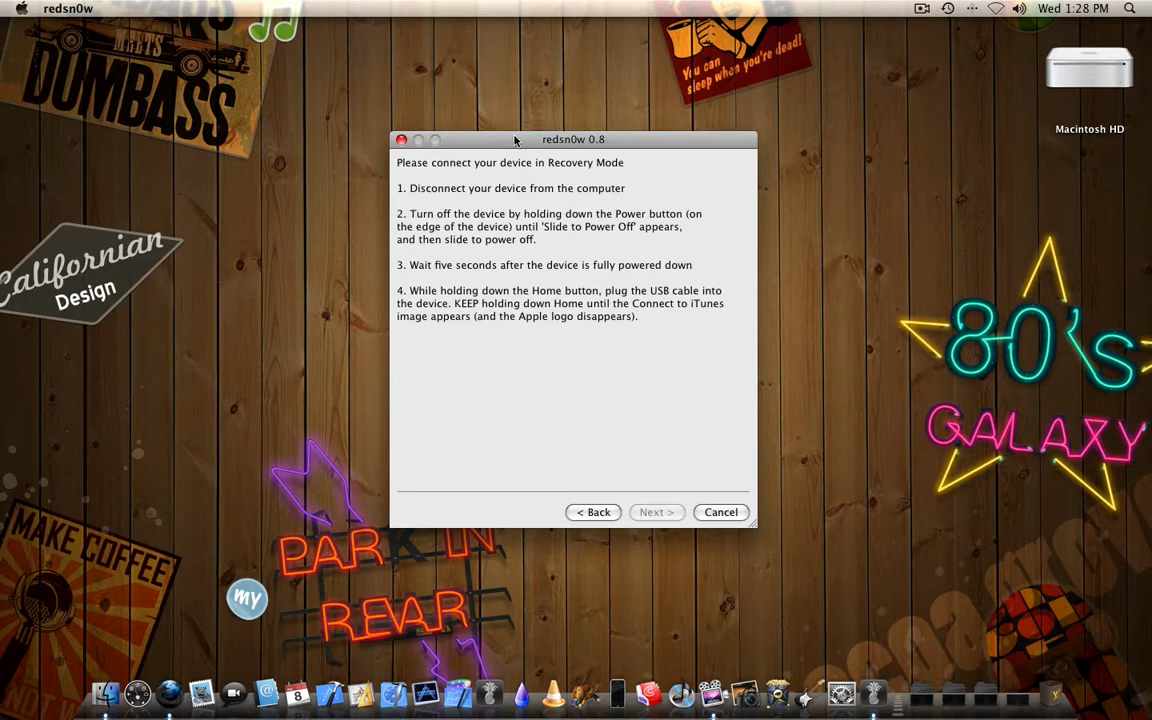 redsn0w
Wed 1:28 PM
MEETS
DUMBASS
You can
sleep when you're dead!
Macintosh HD
redsn0w 0.8
Please connect your device in Recovery Mode
1. Disconnect your device from the computer
2. Turn off the device by holding down the Power button (on
the edge of the device) until 'Slide to Power Off' appears,
and then slide to power off.
3. Wait five seconds after the device is fully powered down
4. While holding down the Home button, plug the USB cable into
the device. KEEP holding down Home until the Connect to iTunes
image appears (and the Apple logo disappears).
< Back
Next >
Cancel
Californian
Design
80's
GALAXY
MAKE COFFEE
PARK IN
REAR
MY
8